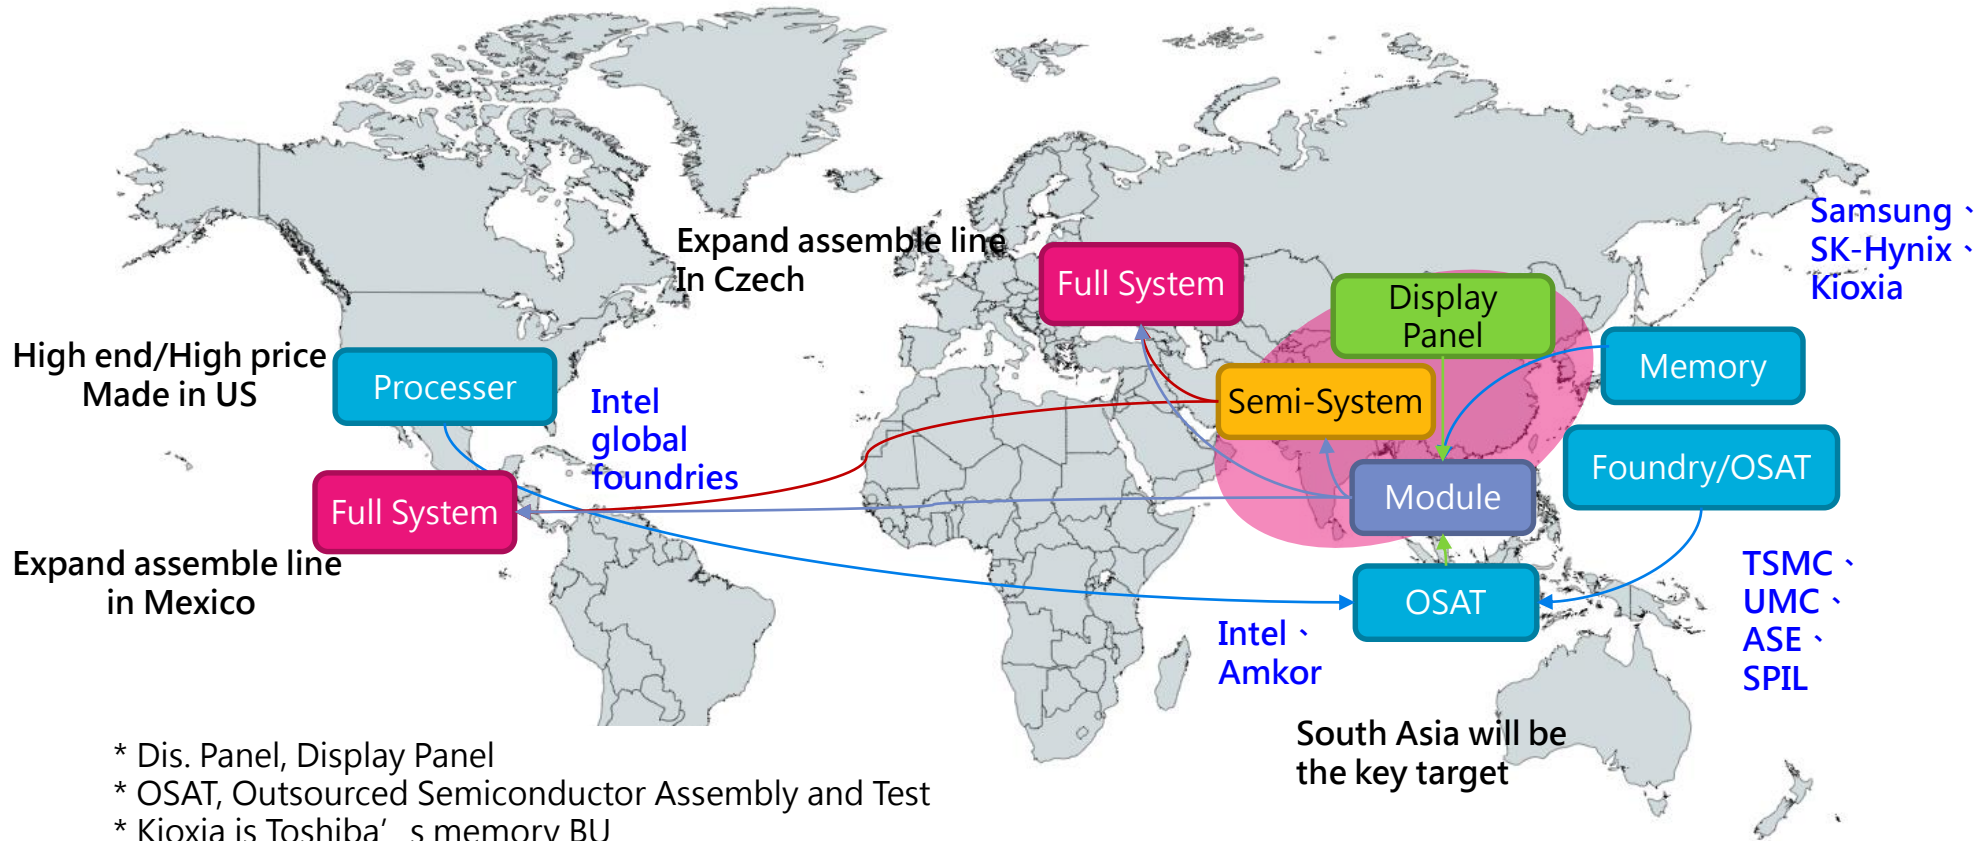 Samsung、
SK-Hynix、
Kioxia
Expand assemble line
In Czech
Full System
Display
Panel
High end/High price
Made in US
Processer
Intel
global
foundries
Semi-System
Memory
Foundry/OSAT
Full System
Module
Expand assemble line
in Mexico
OSAT
Intel、
Amkor
TSMC、
UMC、
ASE、
SPIL
South Asia will be
the key target
* Dis. Panel, Display Panel
* OSAT, Outsourced Semiconductor Assembly and Test
* Kioxia is Toshiba’s memory BU